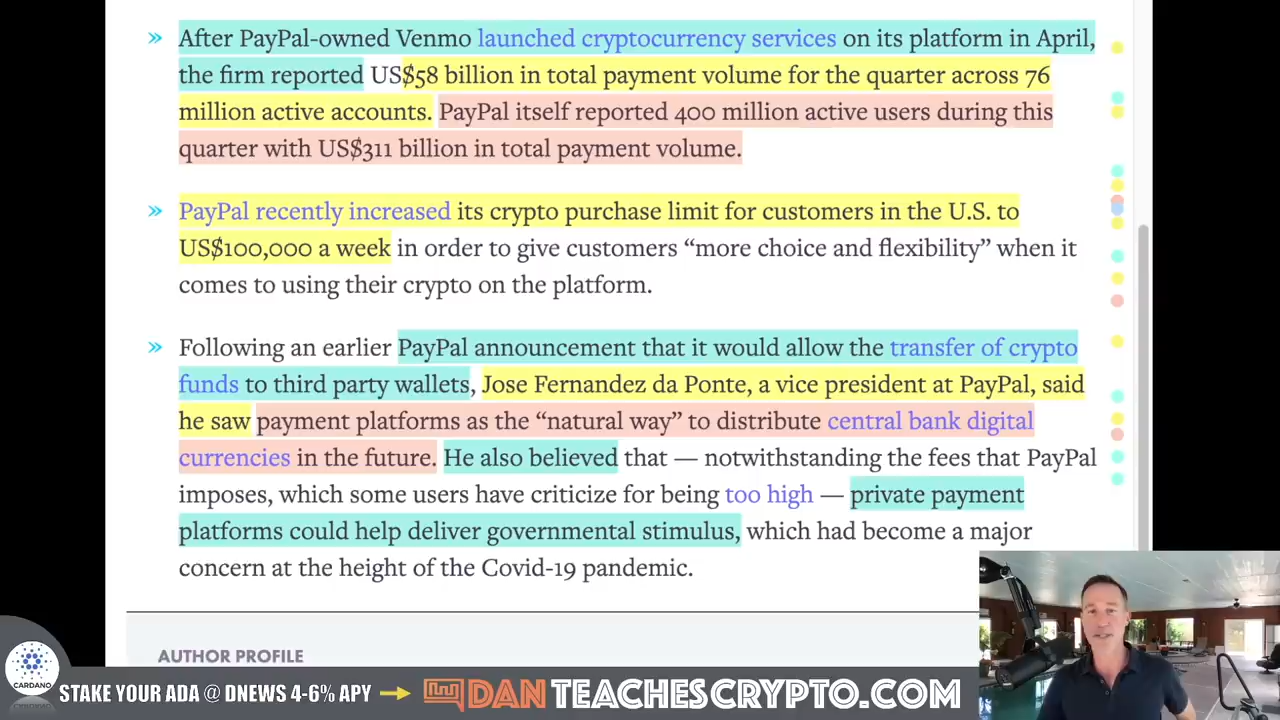 » After PayPal-owned Venmo launched cryptocurrency services on its platform in April,
the firm reported US$58 billion in total payment volume for the quarter across 76
million active accounts. PayPal itself reported 400 million active users during this
quarter with US$311 billion in total payment volume.
» PayPal recently increased its crypto purchase limit for customers in the U.S. to
US$100,000 a week in order to give customers “more choice and flexibility” when it
comes to using their crypto on the platform.
» Following an earlier PayPal announcement that it would allow the transfer of crypto
funds to third party wallets, Jose Fernandez da Ponte, a vice president at PayPal, said
he saw payment platforms as the “natural way” to distribute central bank digital
currencies in the future. He also believed that — notwithstanding the fees that PayPal
imposes, which some users have criticize for being too high — private payment
platforms could help deliver governmental stimulus, which had become a major
concern at the height of the Covid-19 pandemic.
AUTHOR PROFILE
CARDANO
STAKE YOUR ADA @ DNEWS 4-6% APY
DANTEACHESCRYPTO.COM